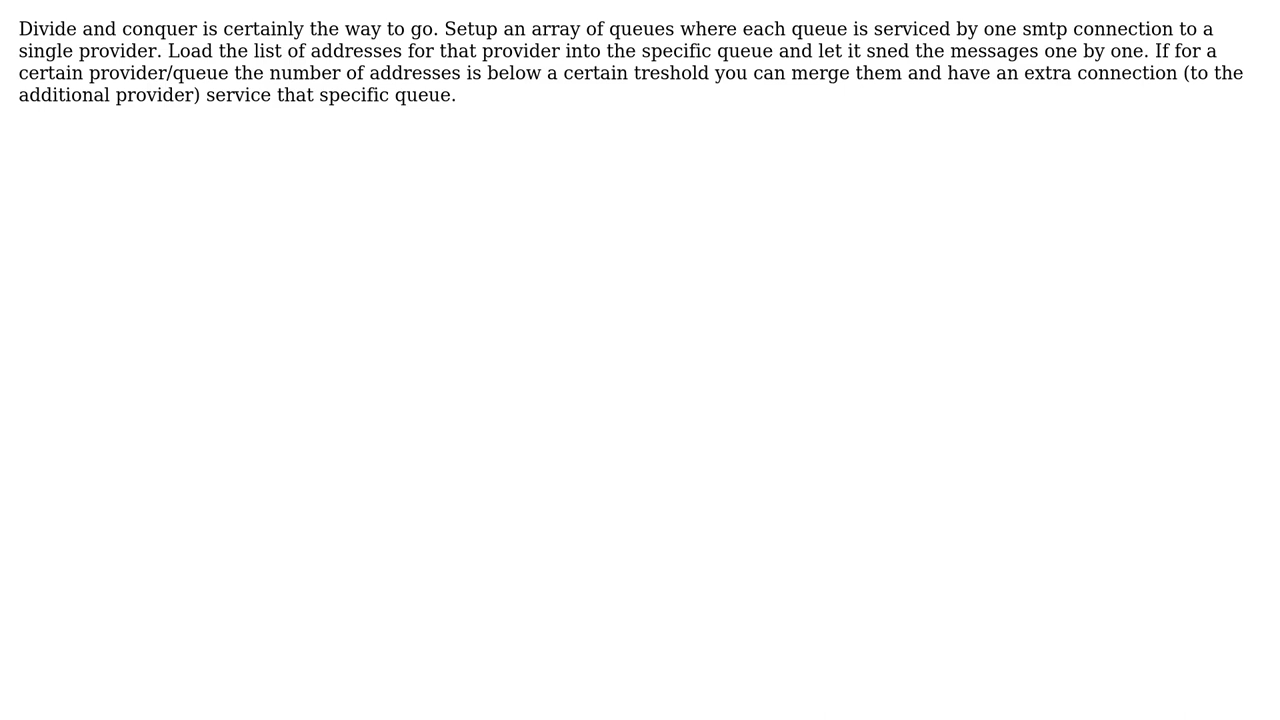 Divide and conquer is certainly the way to go. Setup an array of queues where each queue is serviced by one smtp connection to a
single provider. Load the list of addresses for that provider into the specific queue and let it sned the messages one by one. If for a
certain provider/queue the number of addresses is below a certain treshold you can merge them and have an extra connection (to the
additional provider) service that specific queue.